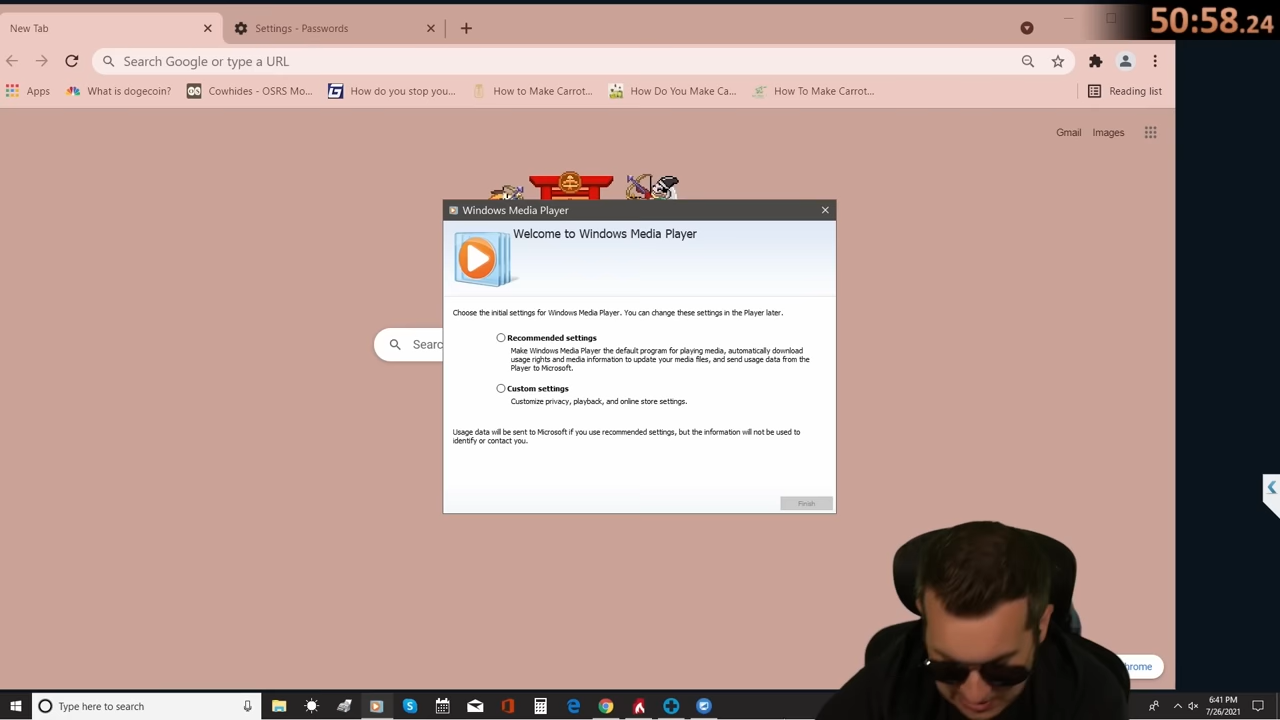 New Tab
Settings - Passwords
50:58.24
Search Google or type a URL
Apps
What is dogecoin?
Cowhides - OSRS Mo...
How do you stop you...
How to Make Carrot...
How Do You Make Ca...
How To Make Carrot...
Reading list
Gmail
Images
Windows Media Player
Welcome to Windows Media Player
Choose the initial settings for Windows Media Player. You can change these settings in the Player later.
Searc
Recommended settings
Make Windows Media Player the default program for playing media, automatically download
usage rights and media information to update your media files, and send usage data from the
Player to Microsoft.
Custom settings
Customize privacy, playback, and online store settings.
Usage data will be sent to Microsoft if you use recommended settings, but the information will not be used to
identify or contact you.
Finish
hrome
Type here to search
6:41 PM
7/26/2021